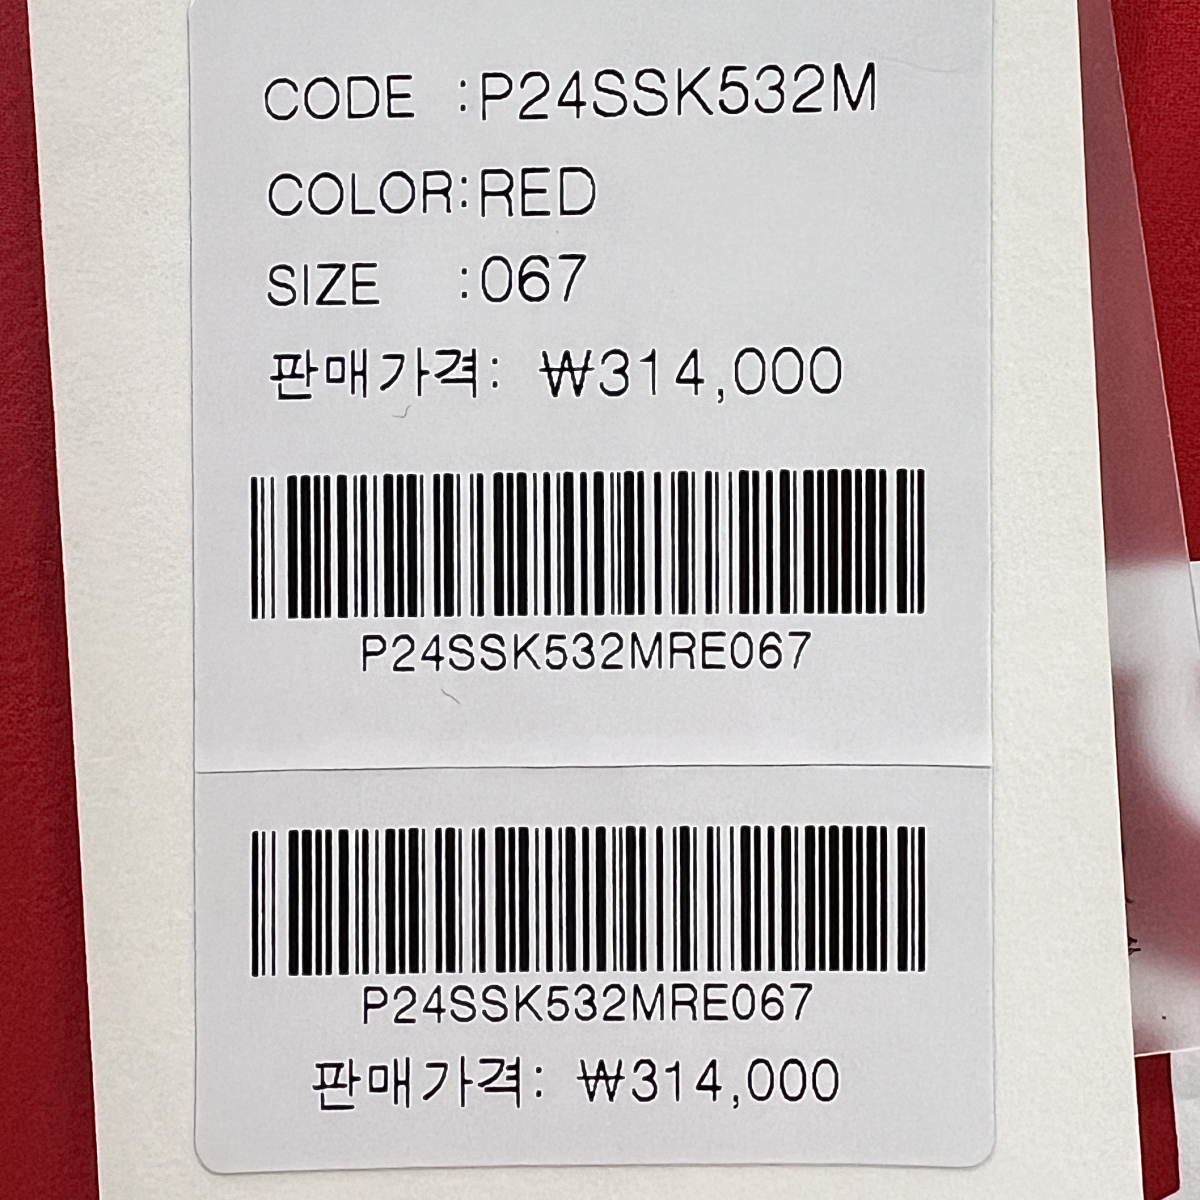 CODE :P24SSK532M
COLOR:RED
SIZE :067
판매가격: ₩314,000
P24SSK532MRE067
P24SSK532MRE067
판매가격: ₩314,000